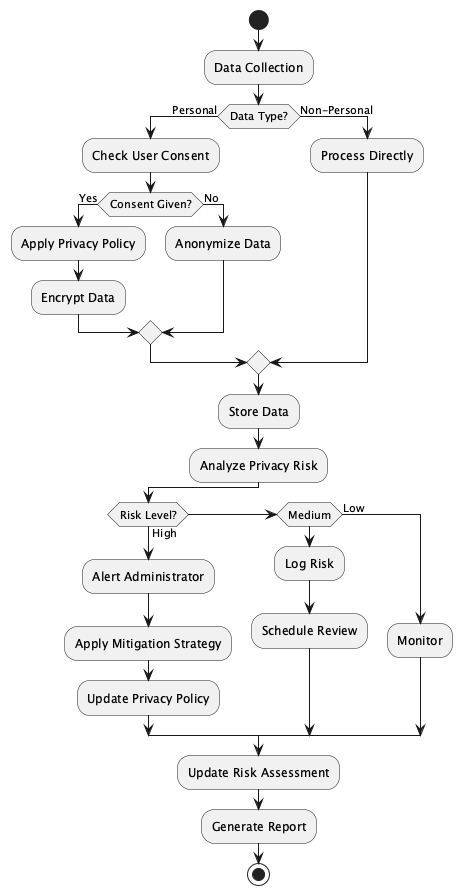 Data Collection
Data Type?
Personal
Non-Personal
Check User Consent
Process Directly
Consent Given?
Yes
No
Apply Privacy Policy
Anonymize Data
Encrypt Data
Store Data
Analyze Privacy Risk
Risk Level?
High
Medium
Low
Alert Administrator
Log Risk
Apply Mitigation Strategy
Schedule Review
Monitor
Update Privacy Policy
Update Risk Assessment
Generate Report